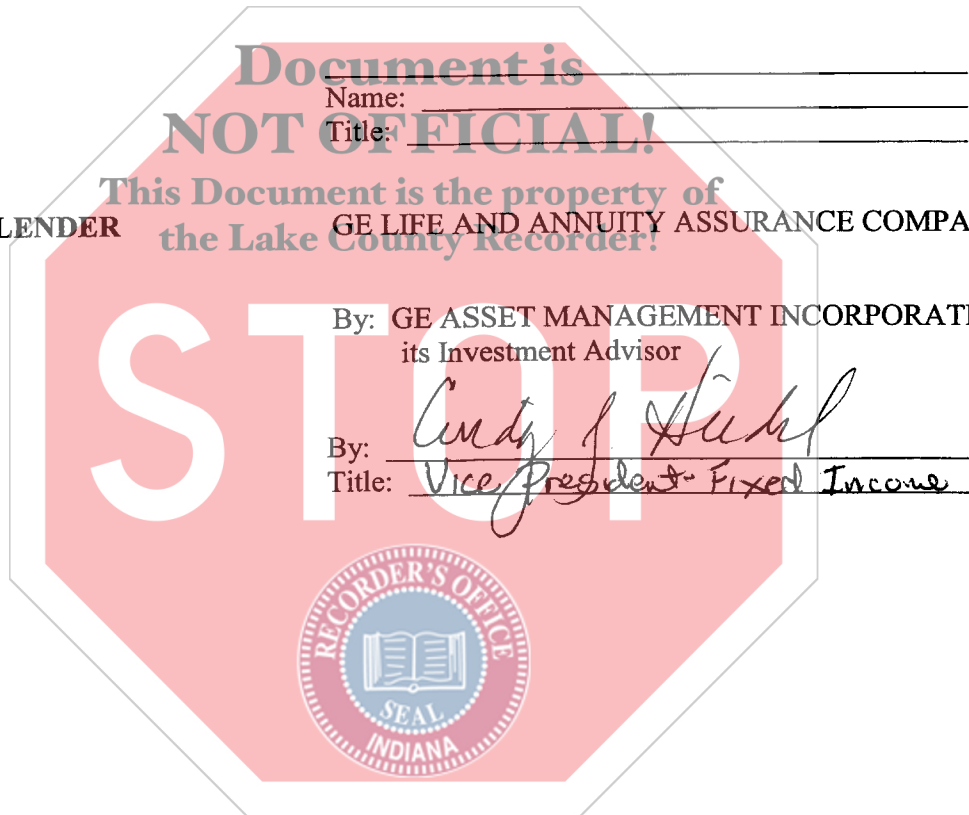 Document is
Name:
NOT OFFICIAL!
Title:
This Document is the property of
LENDER
the Lake County Recorder!
GE LIFE AND ANNUITY ASSURANCE COMPA
By: GE ASSET MANAGEMENT INCORPORAT
its Investment Advisor
STOP
By: Cindy J.
Title: Vice President - Fixed Income
RECORDER'S OFFICE
SEAL
INDIANA